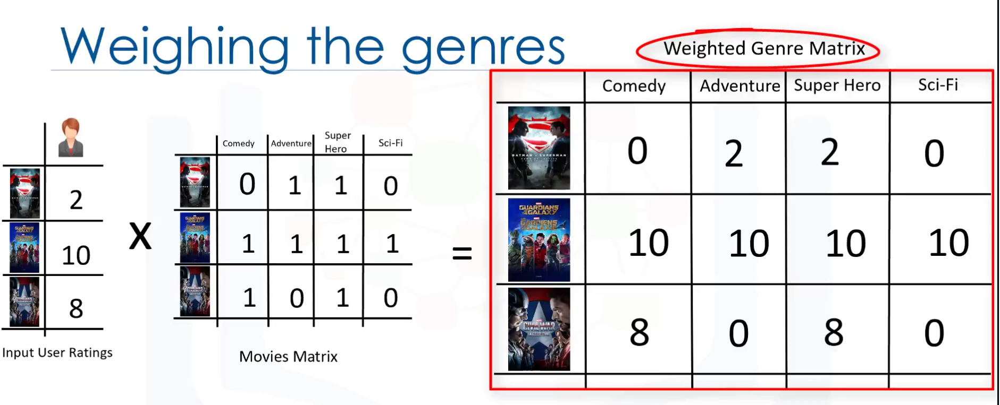 Weighing the genres
Weighted Genre Matrix
Comedy Adventure Super Hero Sci-Fi
BATMAN v SUPERMAN
0 2 2 0
GUARDIANS
OF THE GALAXY
LES
GARDIENS
10 10 10 10
CIVIL WAR
8 0 8 0
2
10
8
Input User Ratings
X
Comedy Adventure Super Hero Sci-Fi
0 1 1 0
1 1 1 1
1 0 1 0
Movies Matrix
=